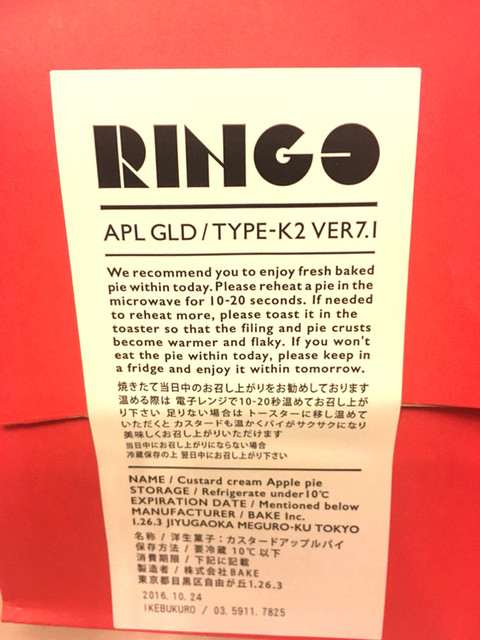 RINGO
APL GLD / TYPE-K2 VER7.1
We recommend you to enjoy fresh baked
pie within today. Please reheat a pie in the
microwave for 10-20 seconds. If needed
to reheat more, please toast it in the
toaster so that the filing and pie crusts
become warmer and flaky. If you won't
eat the pie within today, please keep in
a fridge and enjoy it within tomorrow.
焼きたて当日中のお召し上がりをお勧めしております
温める際は 電子レンジで10-20秒温めてお召し上が
り下さい 足りない場合は トースターに移し温めて
いただくと カスタードも温かくパイがサクサクになり
美味しくお召し上がりいただけます
当日中にお召し上がりにならない場合
冷蔵保存の上 翌日中にお召し上がり下さい
NAME / Custard cream Apple pie
STORAGE / Refrigerate under10℃
EXPIRATION DATE / Mentioned below
MANUFACTURER / BAKE Inc.
1.26.3 JIYUGAOKA MEGURO-KU TOKYO
名称 / 洋生菓子：カスタードアップルパイ
保存方法 / 要冷蔵 10℃以下
消費期限 / 下記に記載
製造者 / 株式会社BAKE
東京都目黒区自由が丘1.26.3
2016.10.24
IKEBUKURO / 03.5911.7825